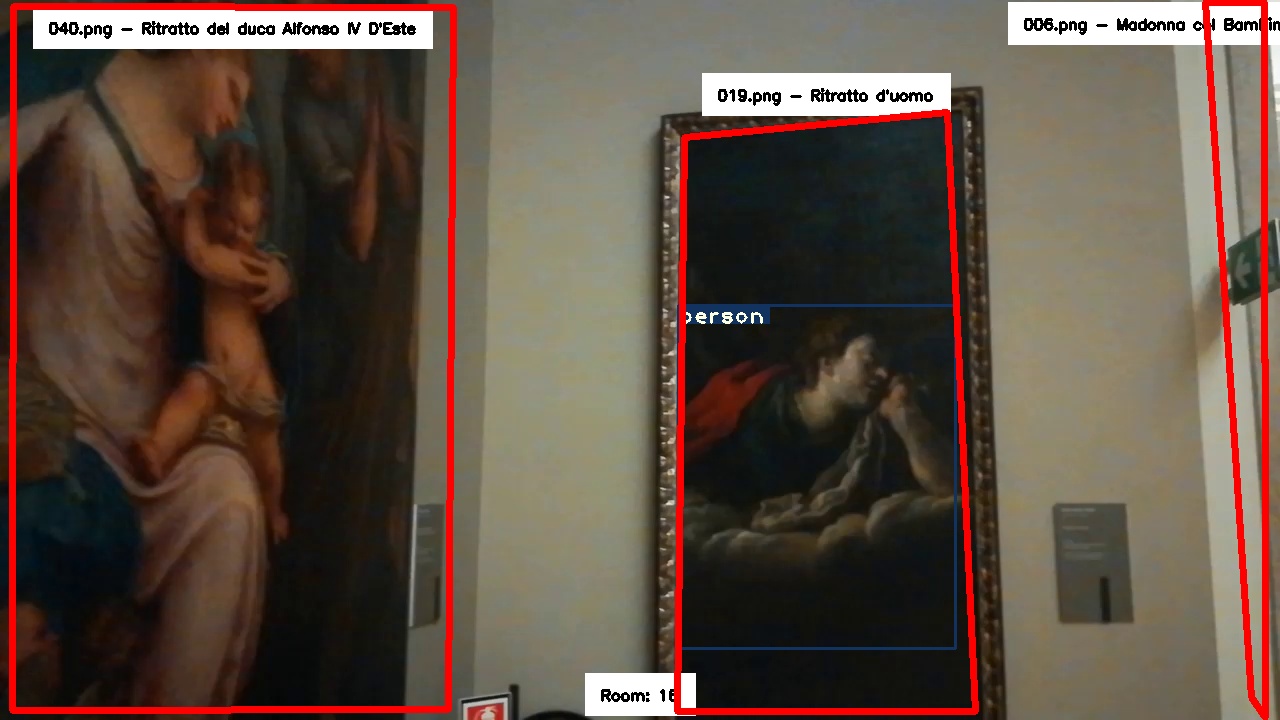 040.png - Ritratto del duca Alfonso IV D'Este
006.png - Madonna col Bambin
019.png - Ritratto d'uomo
person
Room: 16